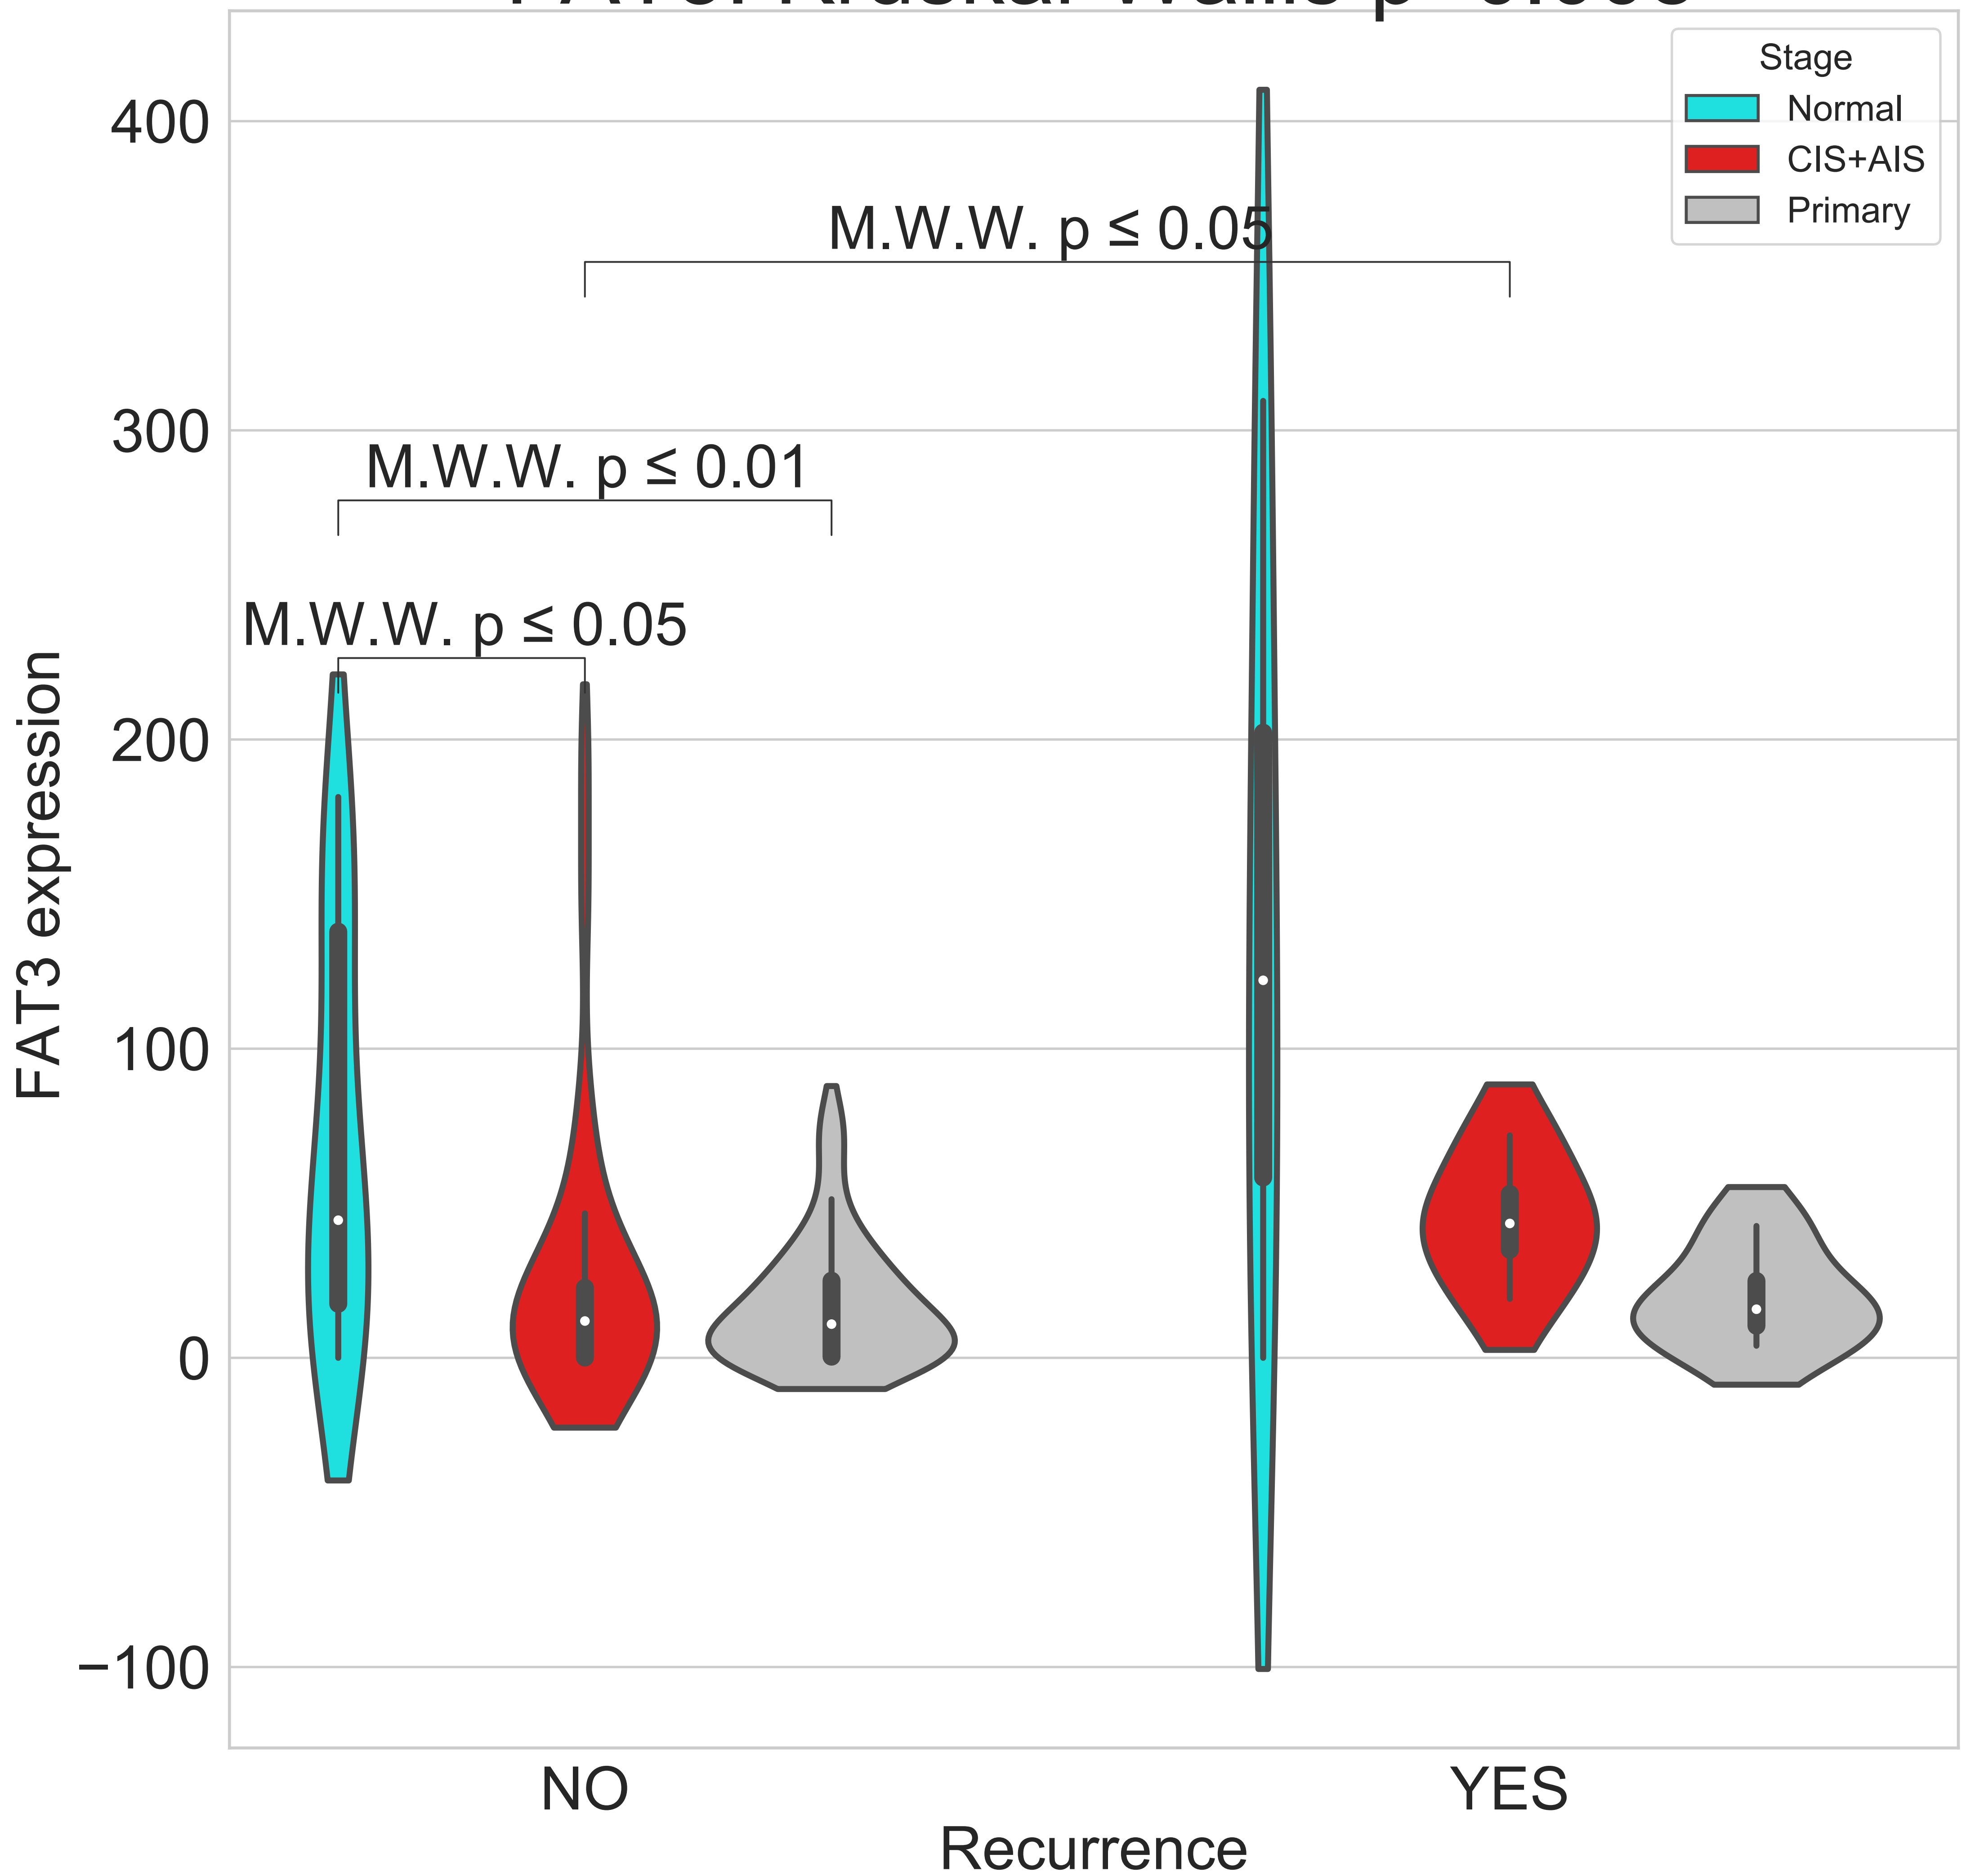 Stage
Normal
CIS+AIS
Primary
400
300
200
100
0
−100
M.W.W. p ≤ 0.05
M.W.W. p ≤ 0.01
M.W.W. p ≤ 0.05
FAT3 expression
NO
YES
Recurrence